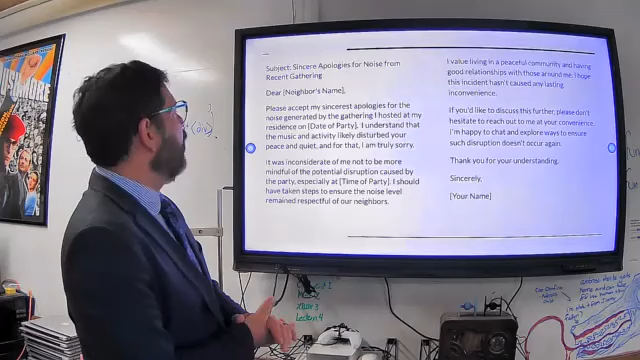 Subject: Sincere Apologies for Noise from
Recent Gathering
Dear [Neighbor's Name],
Please accept my sincerest apologies for the
noise generated by the gathering I hosted at my
residence on [Date of Party]. I understand that
the music and activity likely disturbed your
peace and quiet, and for that, I am truly sorry.
It was inconsiderate of me not to be more
mindful of the potential disruption caused by
the party, especially at [Time of Party]. I should
have taken steps to ensure the noise level
remained respectful of our neighbors.
I value living in a peaceful community and having
good relationships with those around me. I hope
this incident hasn't caused any lasting
inconvenience.
If you'd like to discuss this further, please don't
hesitate to reach out to me at your convenience.
I'm happy to chat and explore ways to ensure
such disruption doesn't occur again.
Thank you for your understanding.
Sincerely,
[Your Name]
Lecture 4